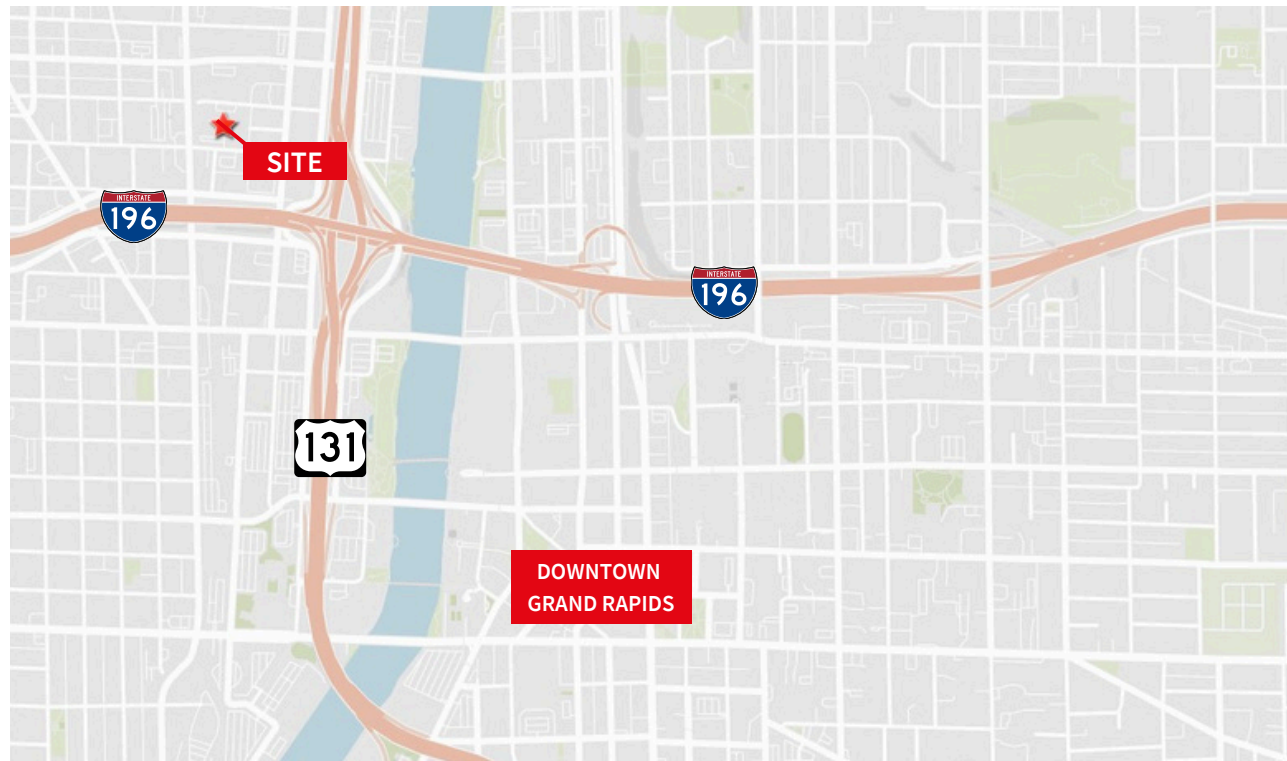 SITE
INTERSTATE
196
INTERSTATE
196
131
DOWNTOWN
GRAND RAPIDS